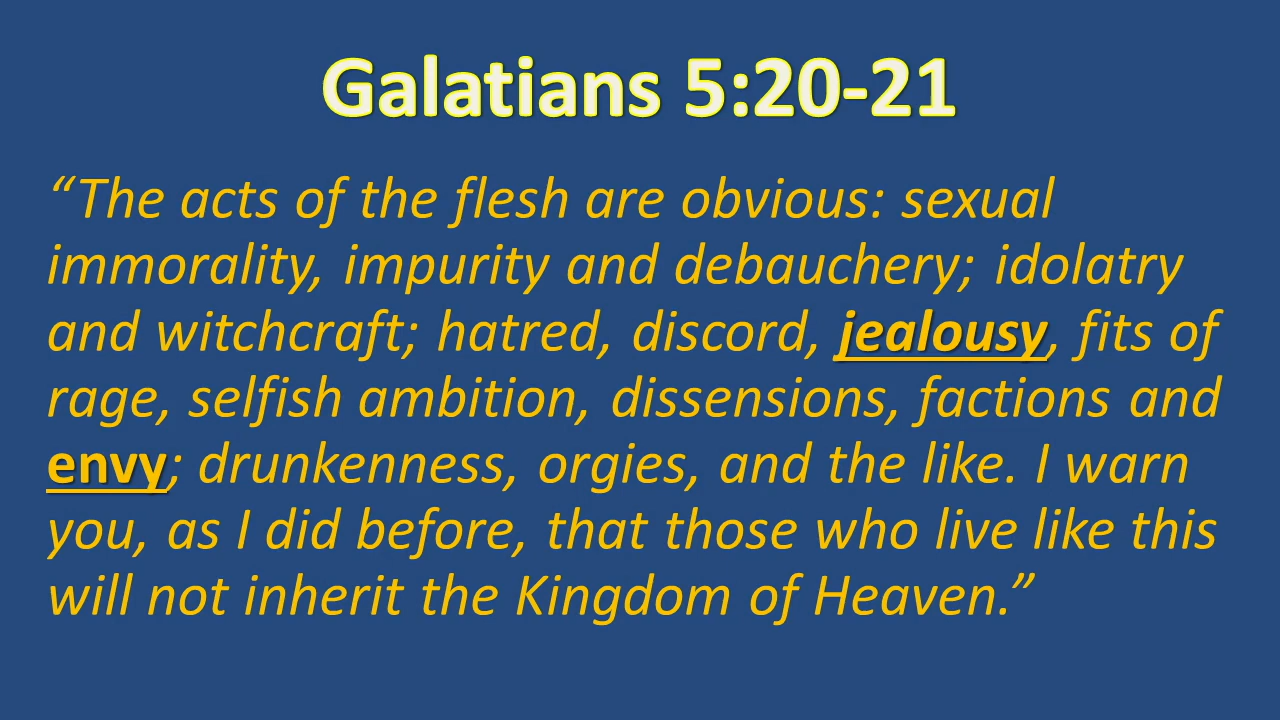 Galatians 5:20-21
“The acts of the flesh are obvious: sexual
immorality, impurity and debauchery; idolatry
and witchcraft; hatred, discord, jealousy, fits of
rage, selfish ambition, dissensions, factions and
envy; drunkenness, orgies, and the like. I warn
you, as I did before, that those who live like this
will not inherit the Kingdom of Heaven.”